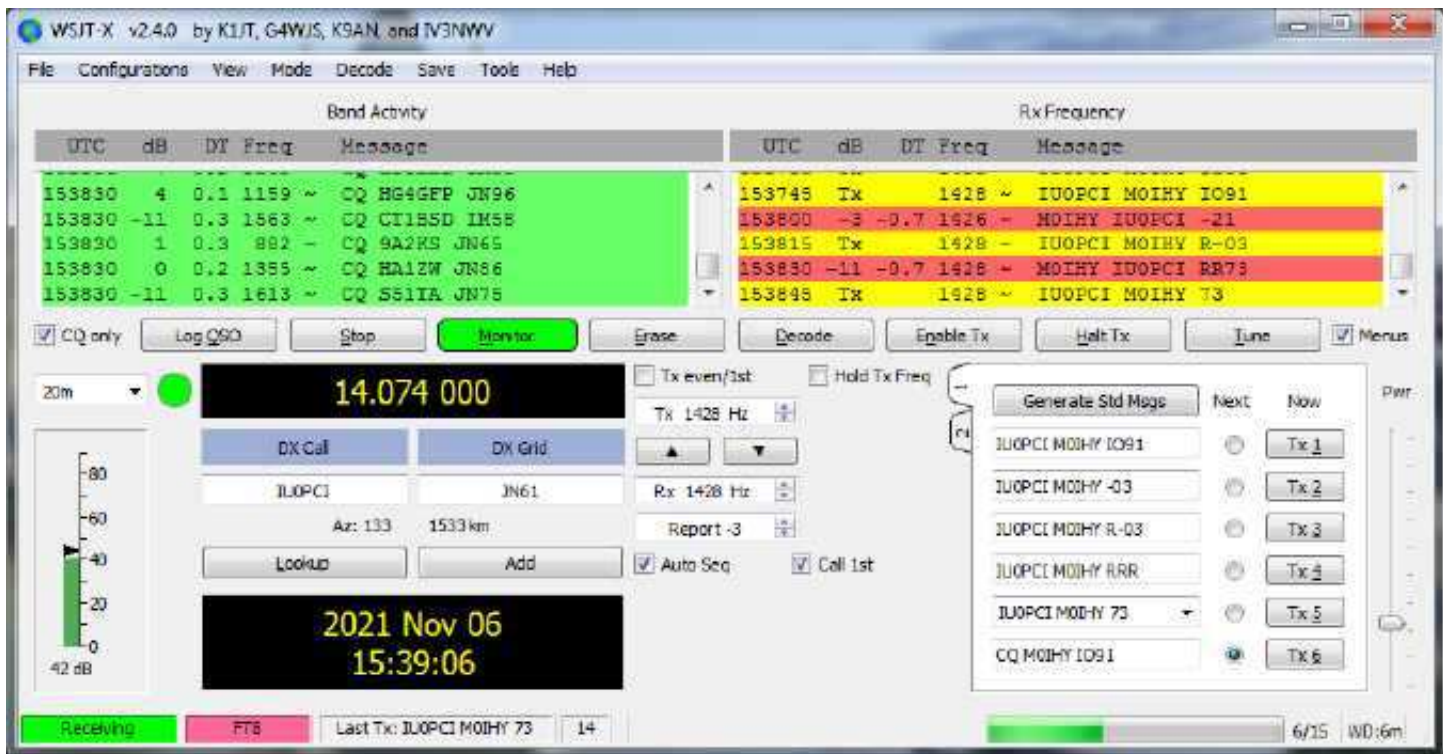 WSJT-X v2.4.0 by K1JT, G4WJS, K9AN, and IV3NWV
File Configurations View Mode Decode Save Tools Help
Band Activity
UTC dB DT Freq Message
153830 4 0.1 1159 ~ CQ HG4GFP JN96
153830 -11 0.3 1563 ~ CQ CT1BSD IM58
153830 1 0.3 882 ~ CQ 9A2KS JN65
153830 0 0.2 1355 ~ CQ HA1ZW JN86
153830 -11 0.3 1613 ~ CQ S51TA JN75
Rx Frequency
UTC dB DT Freq Message
153745 Tx 1428 ~ IU0PCI M0IHY IO91
153800 -3 -0.7 1426 ~ M0IHY IU0PCI -21
153815 Tx 1428 ~ IU0PCI M0IHY R-03
153830 -11 -0.7 1428 ~ M0IHY IU0PCI RR73
153845 Tx 1428 ~ IU0PCI M0IHY 73
CQ only Log QSO Stop Monitor Erase Decode Enable Tx Halt Tx Tune Menus
20m
14.074 000
DX Call DX Grid
IU0PCI JN61
Az: 133 1533 km
Lookup Add
2021 Nov 06
15:39:06
-80
-60
-40
-20
-0
42 dB
Tx even/1st Hold Tx Freq
Tx 1428 Hz
▲ ▼
Rx 1428 Hz
Report -3
Auto Seq Call 1st
1
2
Generate Std Msgs Next Now Pwr
IU0PCI M0IHY IO91 Tx 1
IU0PCI M0IHY -03 Tx 2
IU0PCI M0IHY R-03 Tx 3
IU0PCI M0IHY RRR Tx 4
IU0PCI M0IHY 73 Tx 5
CQ M0IHY IO91 Tx 6
Receiving FT8 Last Tx: IU0PCI M0IHY 73 14 6/15 WD:6m